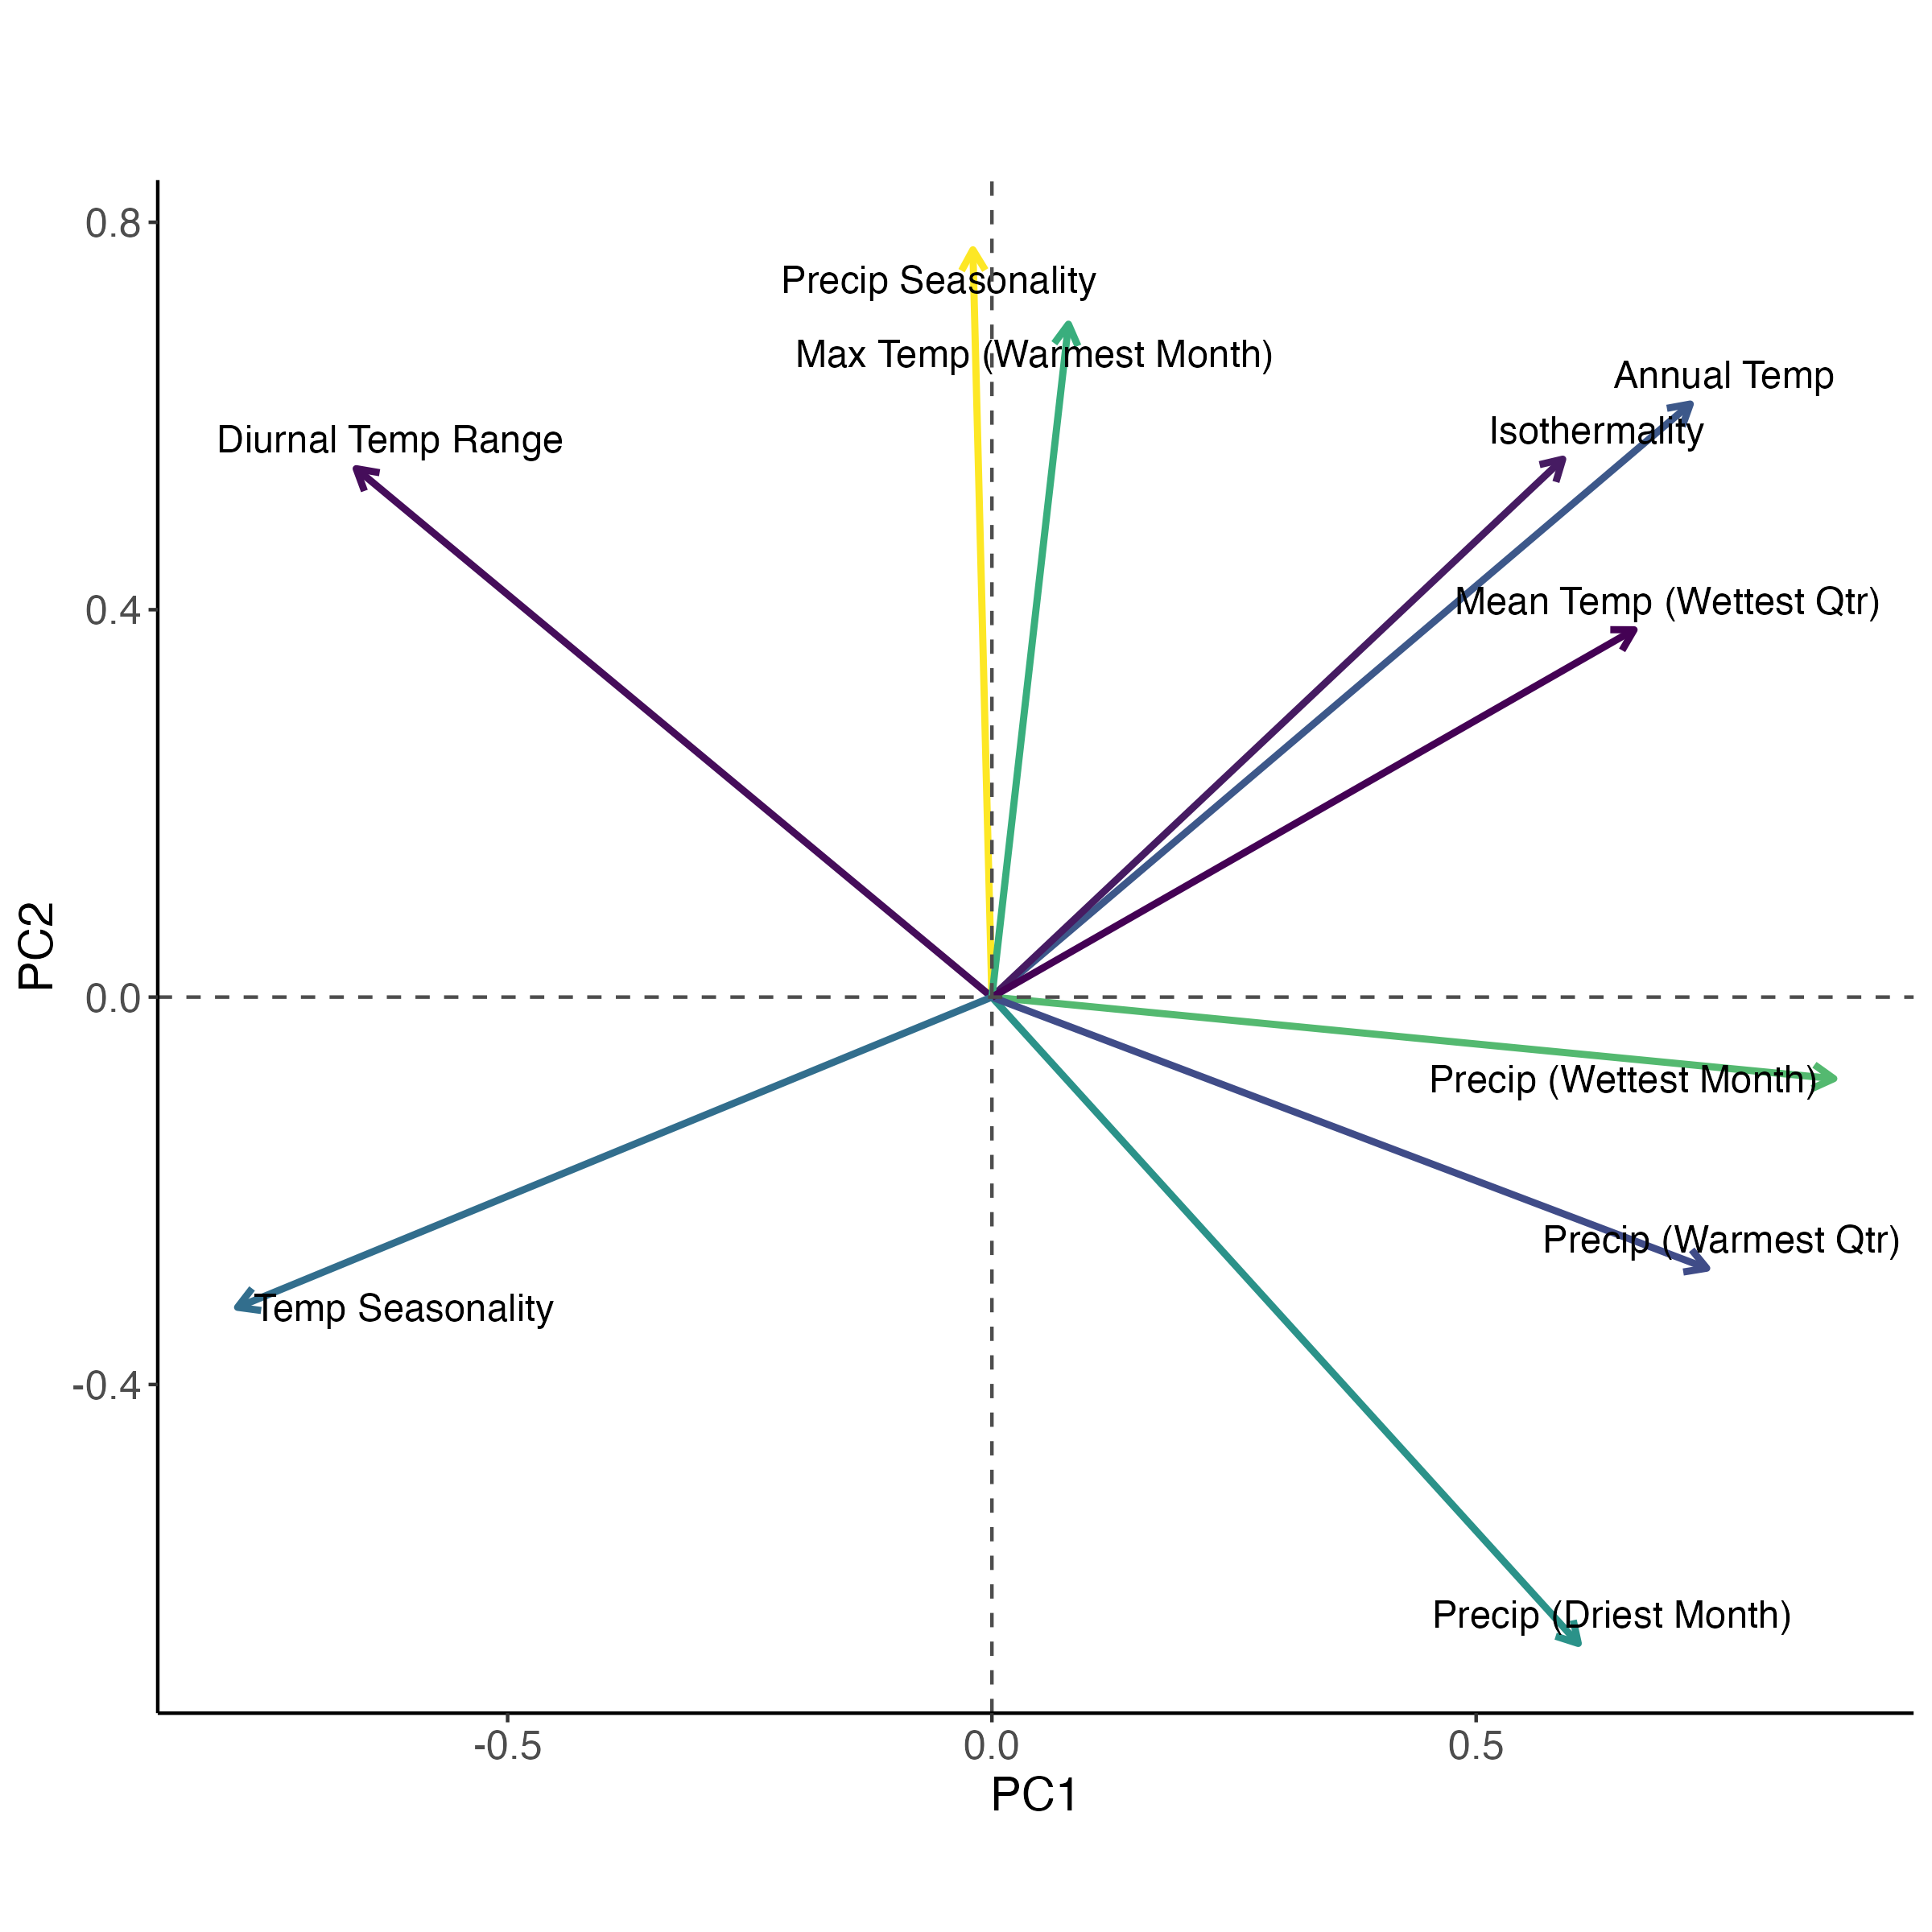 0.8
Precip Seasonality
Max Temp (Warmest Month)
Annual Temp
Isothermality
Diurnal Temp Range
0.4
Mean Temp (Wettest Qtr)
PC2
0.0
Precip (Wettest Month)
Precip (Warmest Qtr)
Temp Seasonality
-0.4
Precip (Driest Month)
-0.5
0.0
0.5
PC1